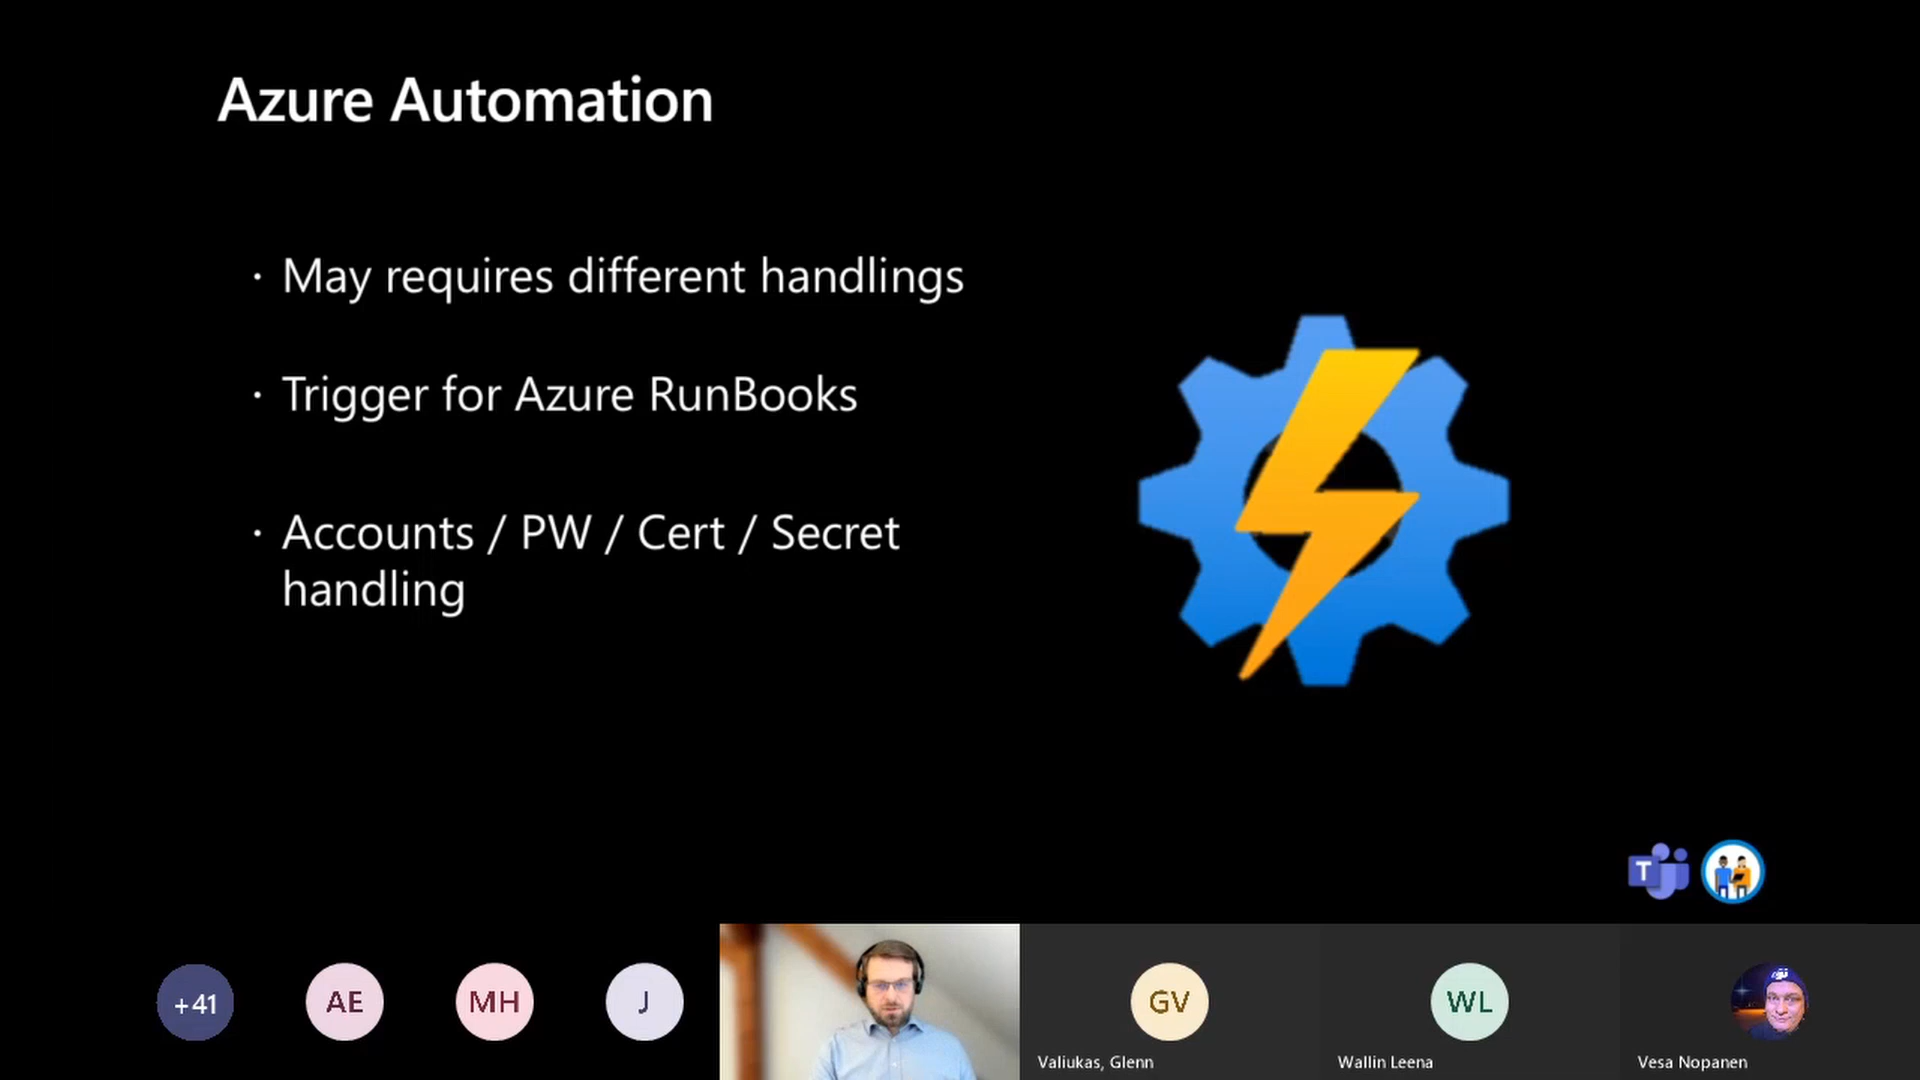 Azure Automation
· May requires different handlings
· Trigger for Azure RunBooks
· Accounts / PW / Cert / Secret
handling
T
+41
AE
MH
J
GV
WL
Valiukas, Glenn
Wallin Leena
Vesa Nopanen